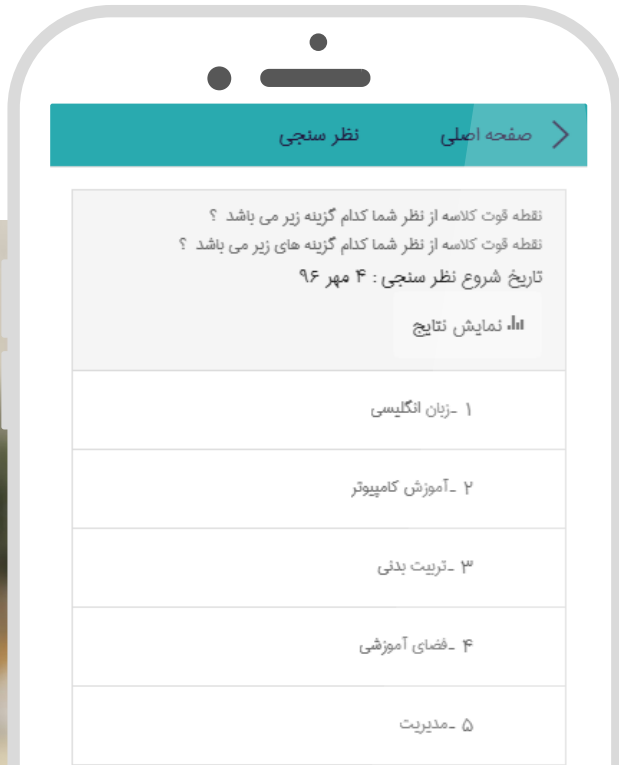 صفحه اصلی
نظر سنجی
نقطه قوت کلاسه از نظر شما کدام گزینه زیر می باشد ؟
نقطه قوت کلاسه از نظر شما کدام گزینه های زیر می باشد ؟
تاریخ شروع نظر سنجی : ۴ مهر ۹۶
نمایش نتایج
۱ -زبان انگلیسی
۲ -آموزش کامپیوتر
۳ -تربیت بدنی
۴ -فضای آموزشی
۵ -مدیریت